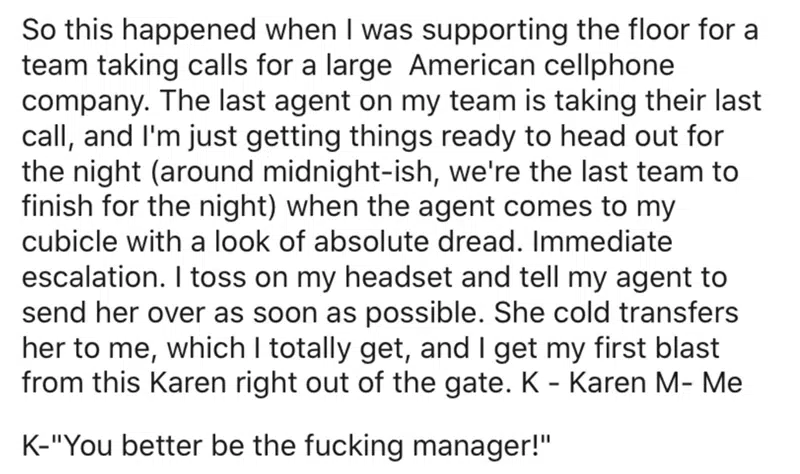 So this happened when I was supporting the floor for a
team taking calls for a large  American cellphone
company. The last agent on my team is taking their last
call, and I'm just getting things ready to head out for
the night (around midnight-ish, we're the last team to
finish for the night) when the agent comes to my
cubicle with a look of absolute dread. Immediate
escalation. I toss on my headset and tell my agent to
send her over as soon as possible. She cold transfers
her to me, which I totally get, and I get my first blast
from this Karen right out of the gate. K - Karen M- Me
K-"You better be the fucking manager!"